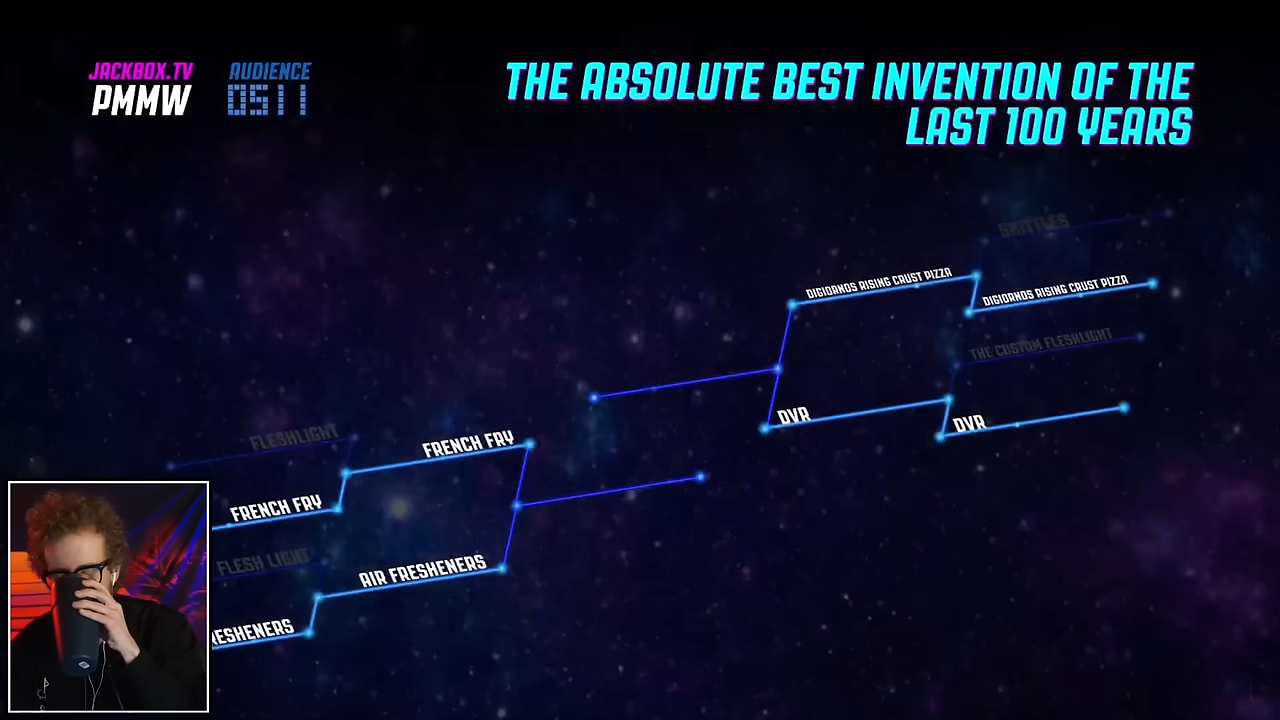 JACKBOX.TV
PMMW
AUDIENCE
0511
THE ABSOLUTE BEST INVENTION OF THE
LAST 100 YEARS
SKITTLES
DIGIORNOS RISING CRUST PIZZA
DIGIORNOS RISING CRUST PIZZA
THE CUSTOM FLESHLIGHT
DVR
DVR
FLESHLIGHT
FRENCH FRY
FRENCH FRY
FLESH LIGHT
AIR FRESHENERS
RESHENERS